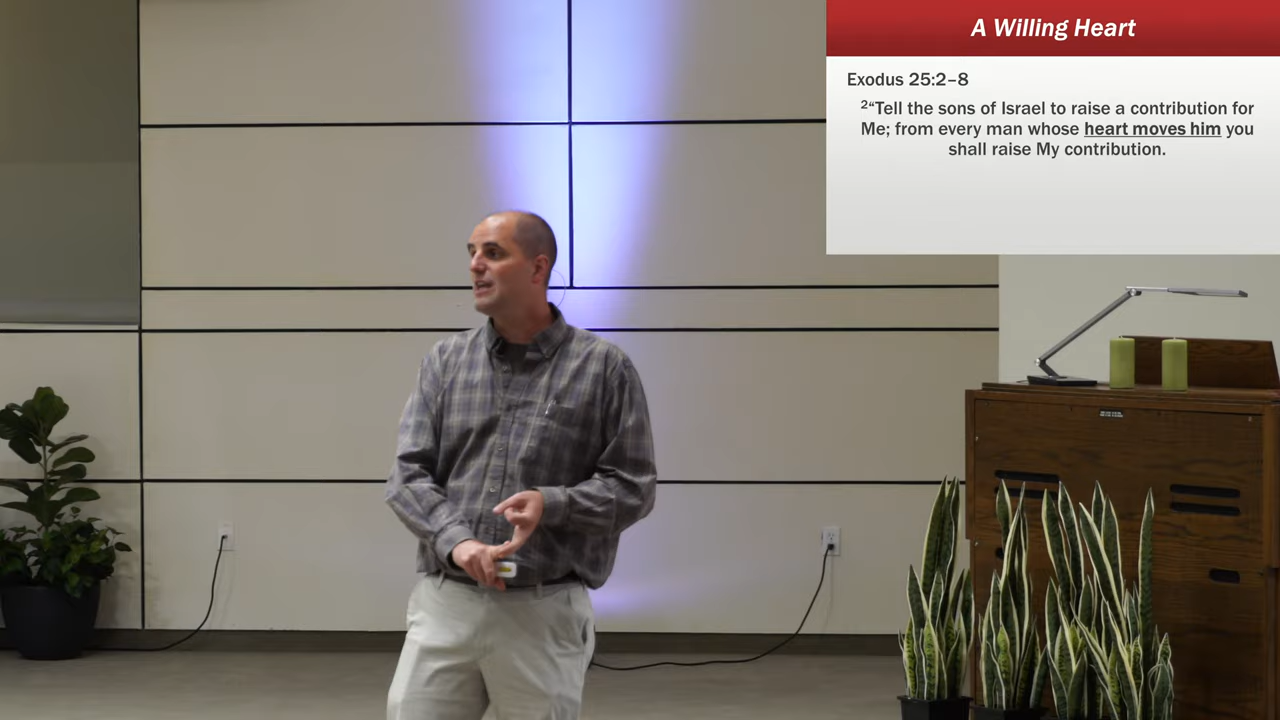 A Willing Heart
Exodus 25:2–8
2“Tell the sons of Israel to raise a contribution for
Me; from every man whose heart moves him you
shall raise My contribution.